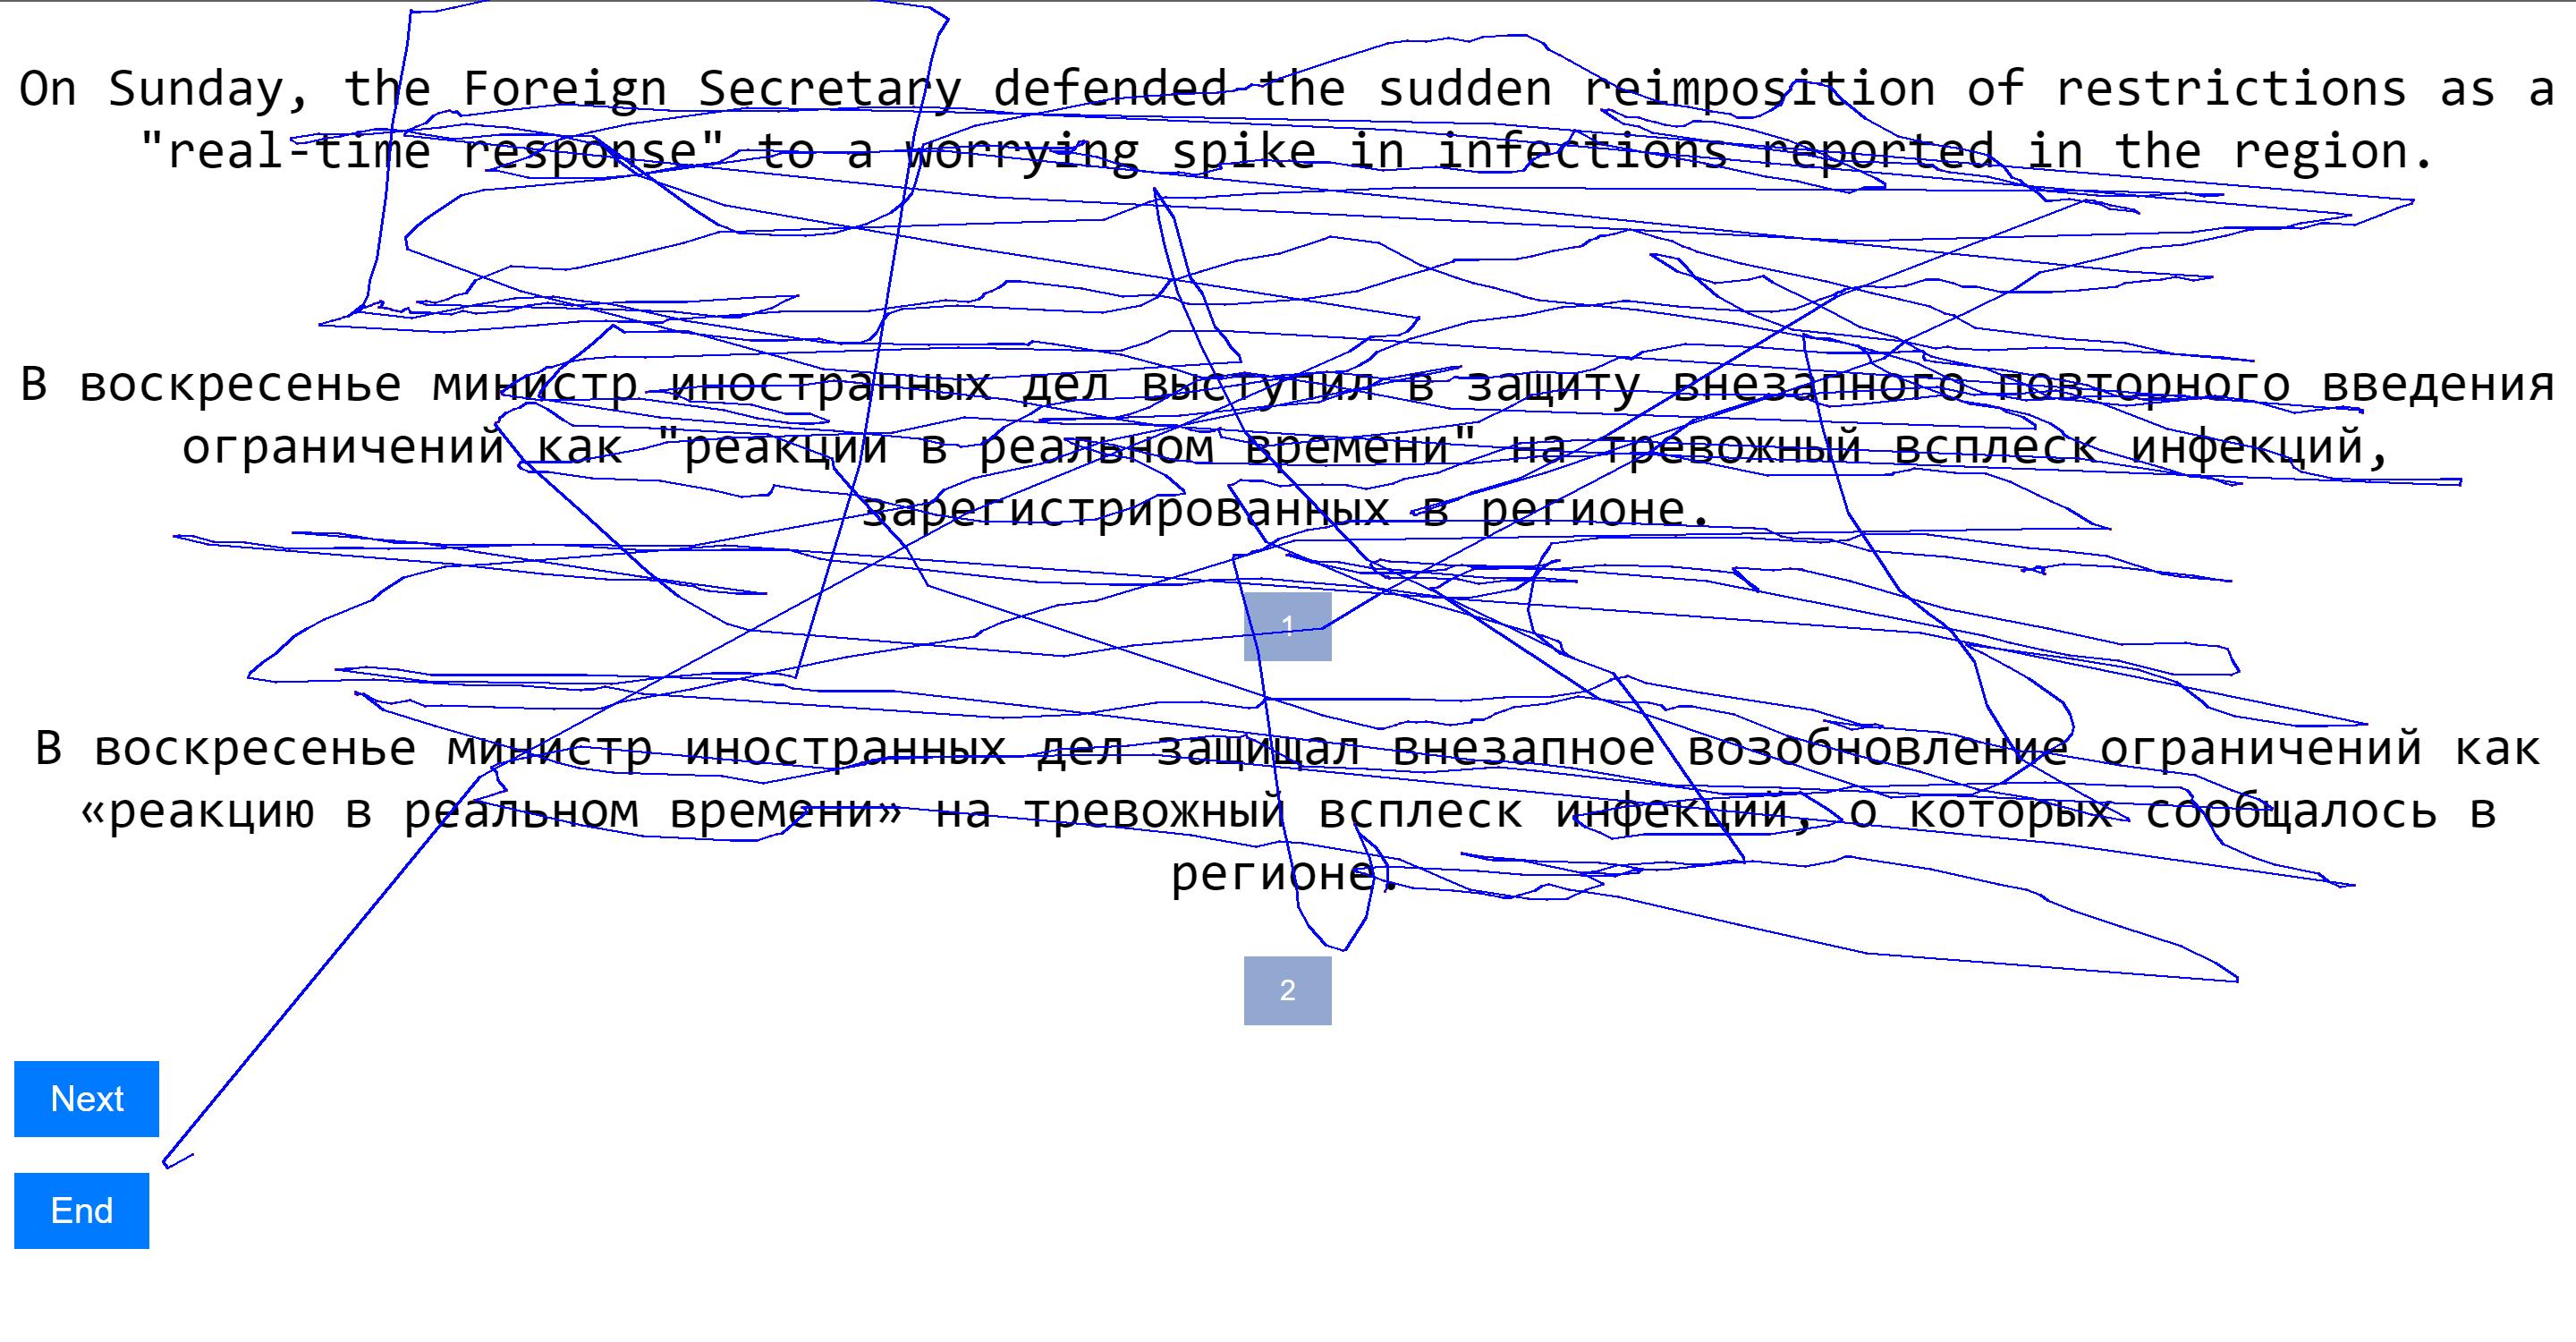 On Sunday, the Foreign Secretary defended the sudden reimposition of restrictions as a
"real-time response" to a worrying spike in infections reported in the region.
В воскресенье министр иностранных дел выступил в защиту внезапного повторного введения
ограничений как "реакции в реальном времени" на тревожный всплеск инфекций,
зарегистрированных в регионе.
1
В воскресенье министр иностранных дел защищал внезапное возобновление ограничений как
«реакцию в реальном времени» на тревожный всплеск инфекций, о которых сообщалось в
регионе.
2
Next
End